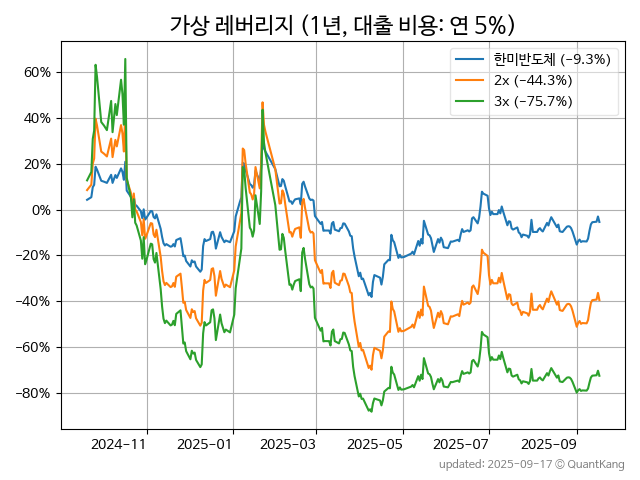 가상 레버리지 (1년, 대출 비용: 연 5%)
한미반도체 (−9.3%)
2x (−44.3%)
3x (−75.7%)
60%
40%
20%
0%
−20%
−40%
−60%
−80%
2024-11
2025-01
2025-03
2025-05
2025-07
2025-09
updated: 2025-09-17 © QuantKang